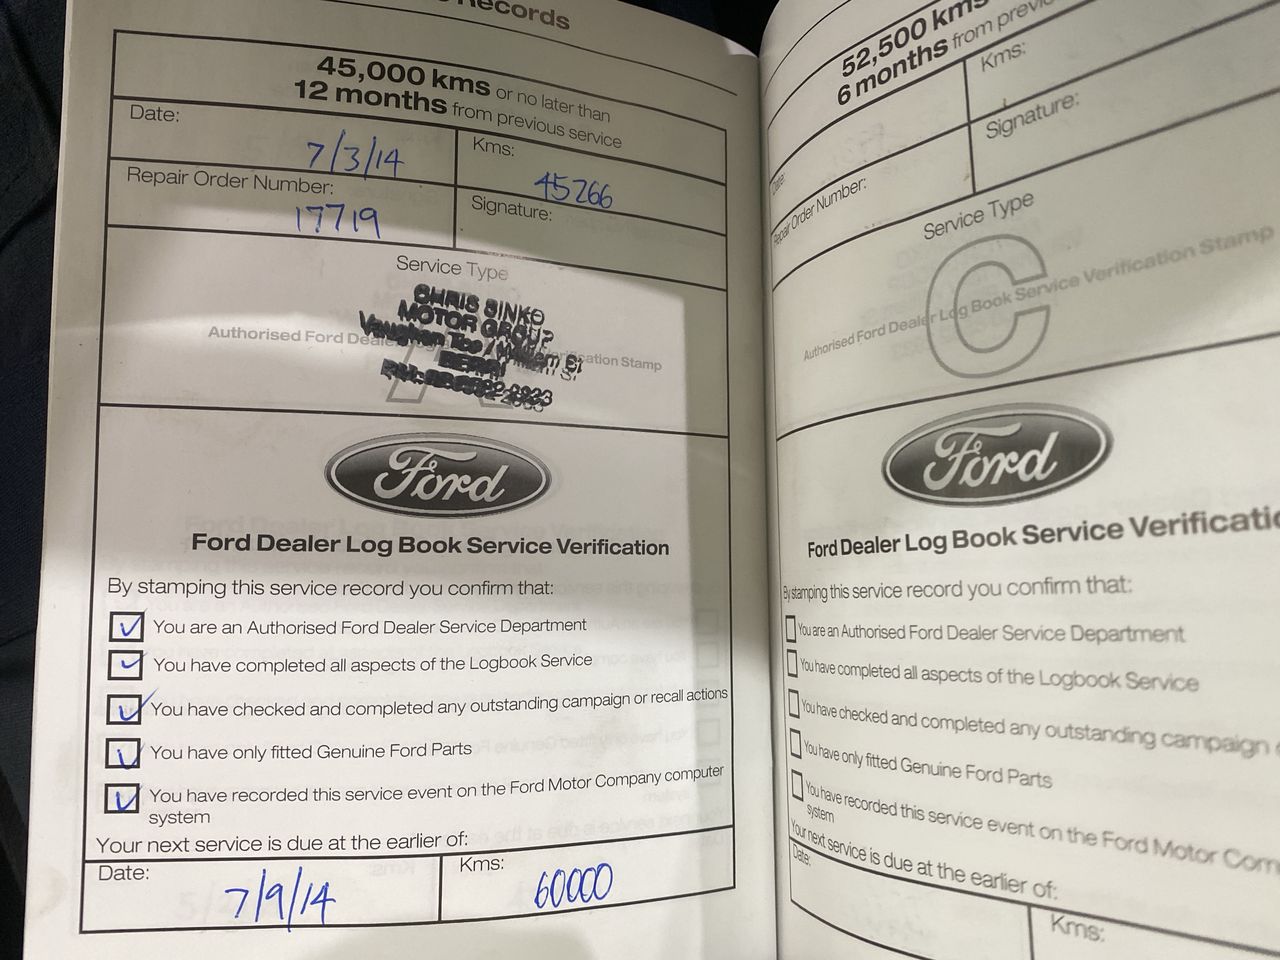 Records
45,000 kms or no later than
12 months from previous service
Date:
7/3/14
Kms:
45266
Repair Order Number:
17719
Signature:
Service Type
CHRIS SINKO
MOTOR GROUP
Vaughan Tce /
BERRI
Authorised Ford Dealer Verification Stamp
A
Ford
Ford Dealer Log Book Service Verification
By stamping this service record you confirm that:
You are an Authorised Ford Dealer Service Department
You have completed all aspects of the Logbook Service
You have checked and completed any outstanding campaign or recall actions
You have only fitted Genuine Ford Parts
You have recorded this service event on the Ford Motor Company computer
system
Your next service is due at the earlier of:
Date:
7/9/14
Kms:
60000
52,500 kms
6 months from previous
Date:
Kms:
Repair Order Number:
Signature:
Service Type
C
Authorised Ford Dealer Log Book Service Verification Stamp
Ford
Ford Dealer Log Book Service Verificatio
By stamping this service record you confirm that:
You are an Authorised Ford Dealer Service Department
You have completed all aspects of the Logbook Service
You have checked and completed any outstanding campaign
You have only fitted Genuine Ford Parts
You have recorded this service event on the Ford Motor Com
system
Your next service is due at the earlier of:
Date:
Kms: